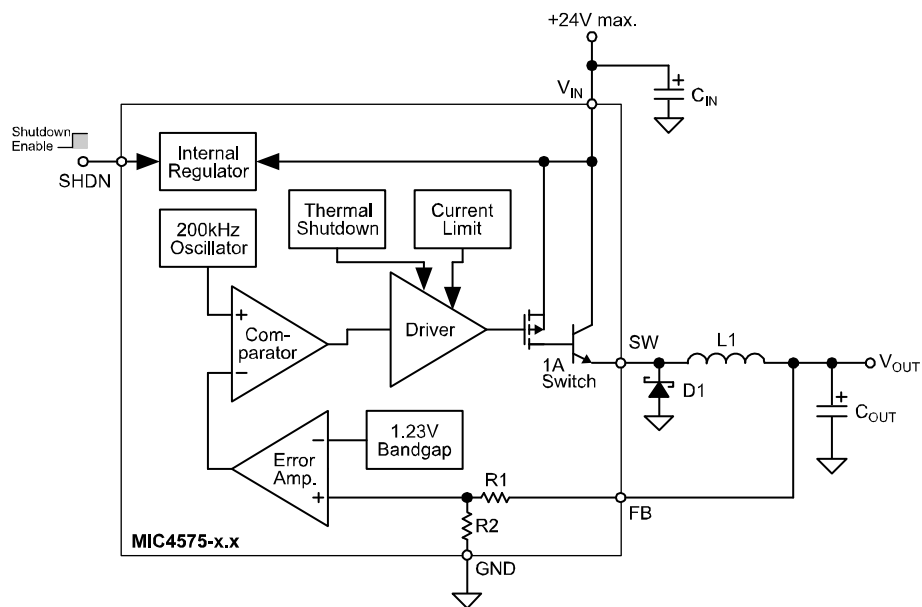 +24V max.
VIN
CIN
Shutdown
Enable
SHDN
Internal
Regulator
200kHz
Oscillator
Thermal
Shutdown
Current
Limit
+
Com-
parator
−
Driver
1A
Switch
SW
L1
VOUT
D1
+
COUT
+
1.23V
Bandgap
−
Error
Amp.
+
R1
R2
FB
MIC4575-x.x
GND